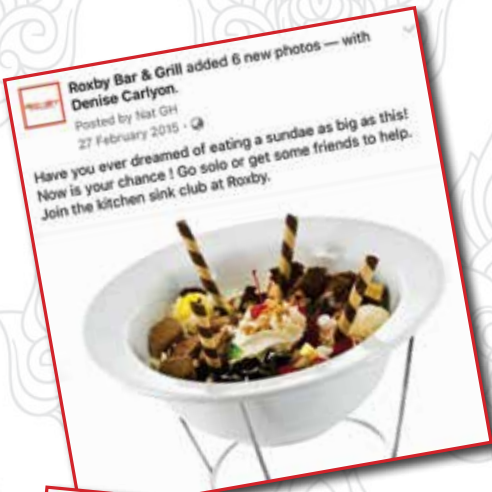 Roxby Bar & Grill added 6 new photos — with
Denise Carlyon.
Posted by Nat GH
27 February 2015 ·
Have you ever dreamed of eating a sundae as big as this!
Now is your chance ! Go solo or get some friends to help.
Join the kitchen sink club at Roxby.